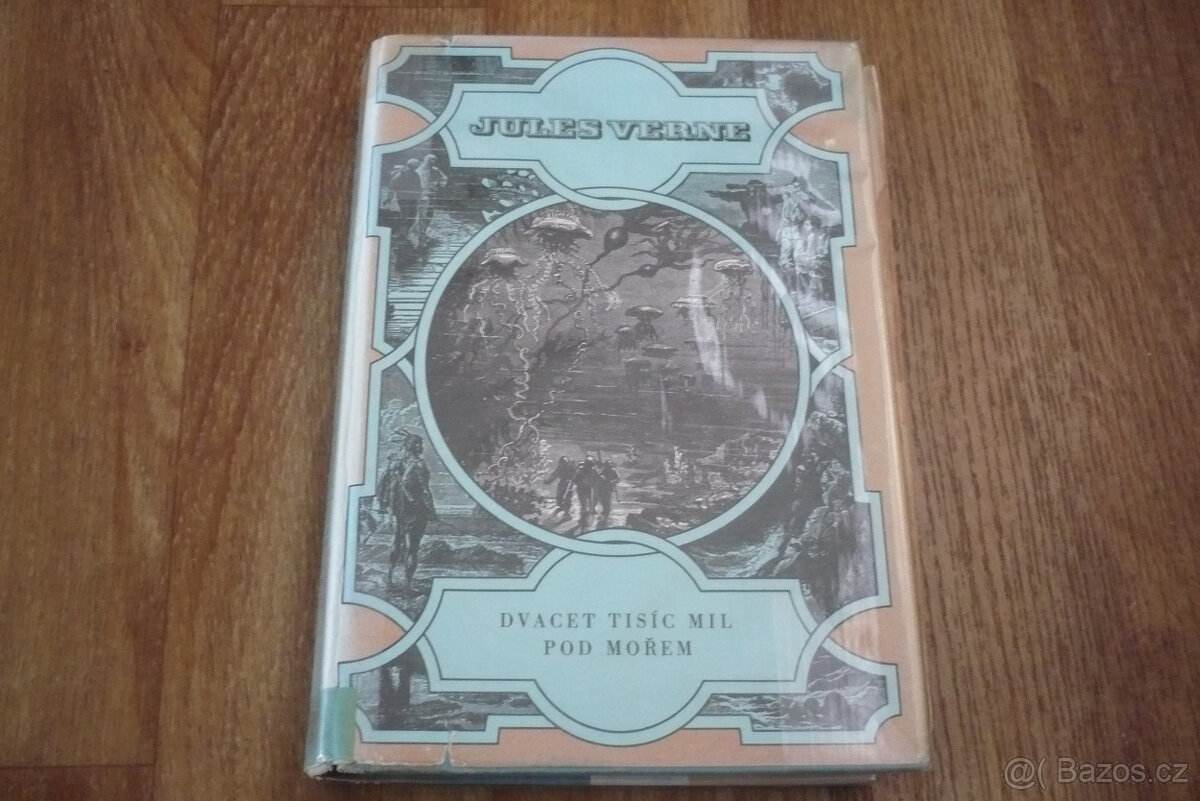 JULES VERNE
DVACET TISÍC MIL
POD MOŘEM
@( Bazos.cz